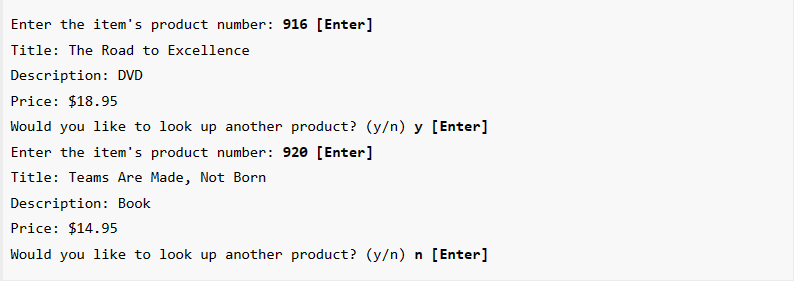 Enter the item's product number: 916 [Enter]
Title: The Road to Excellence
Description: DVD
Price: $18.95
Would you like to look up another product? (y/n) y [Enter]
Enter the item's product number: 920 [Enter]
Title: Teams Are Made, Not Born
Description: Book
Price: $14.95
Would you like to look up another product? (y/n) n [Enter]